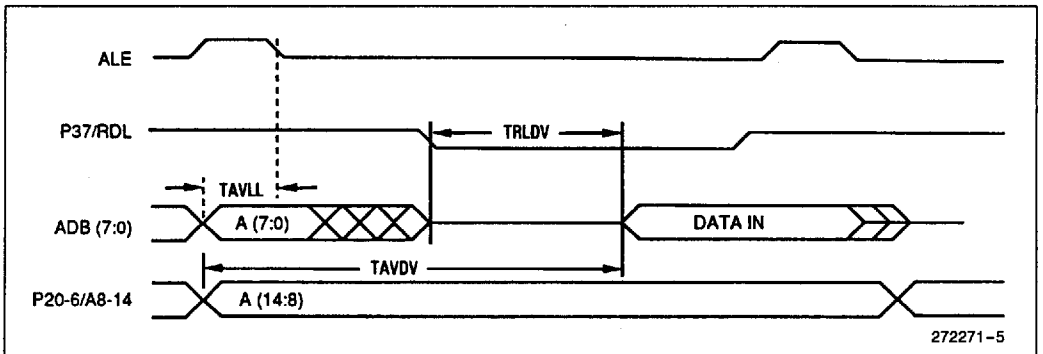 ALE
P37/RDL
TRLDV
TAVLL
ADB (7:0)
A (7:0)
DATA IN
TAVDV
P20-6/A8-14
A (14:8)
272271-5